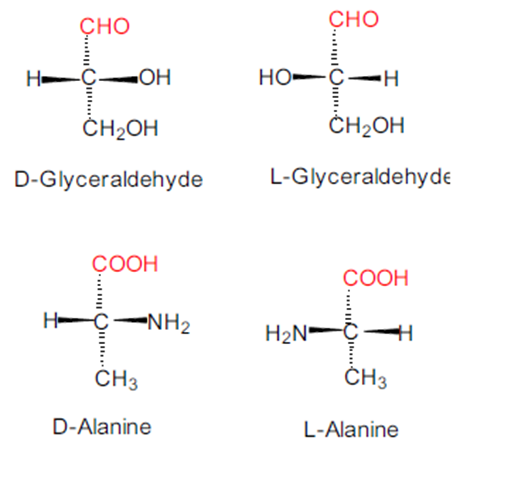 CHO
H C OH
CH₂OH
D-Glyceraldehyde
CHO
HO C H
CH₂OH
L-Glyceraldehyde
COOH
H C NH₂
CH₃
D-Alanine
COOH
H₂N C H
CH₃
L-Alanine